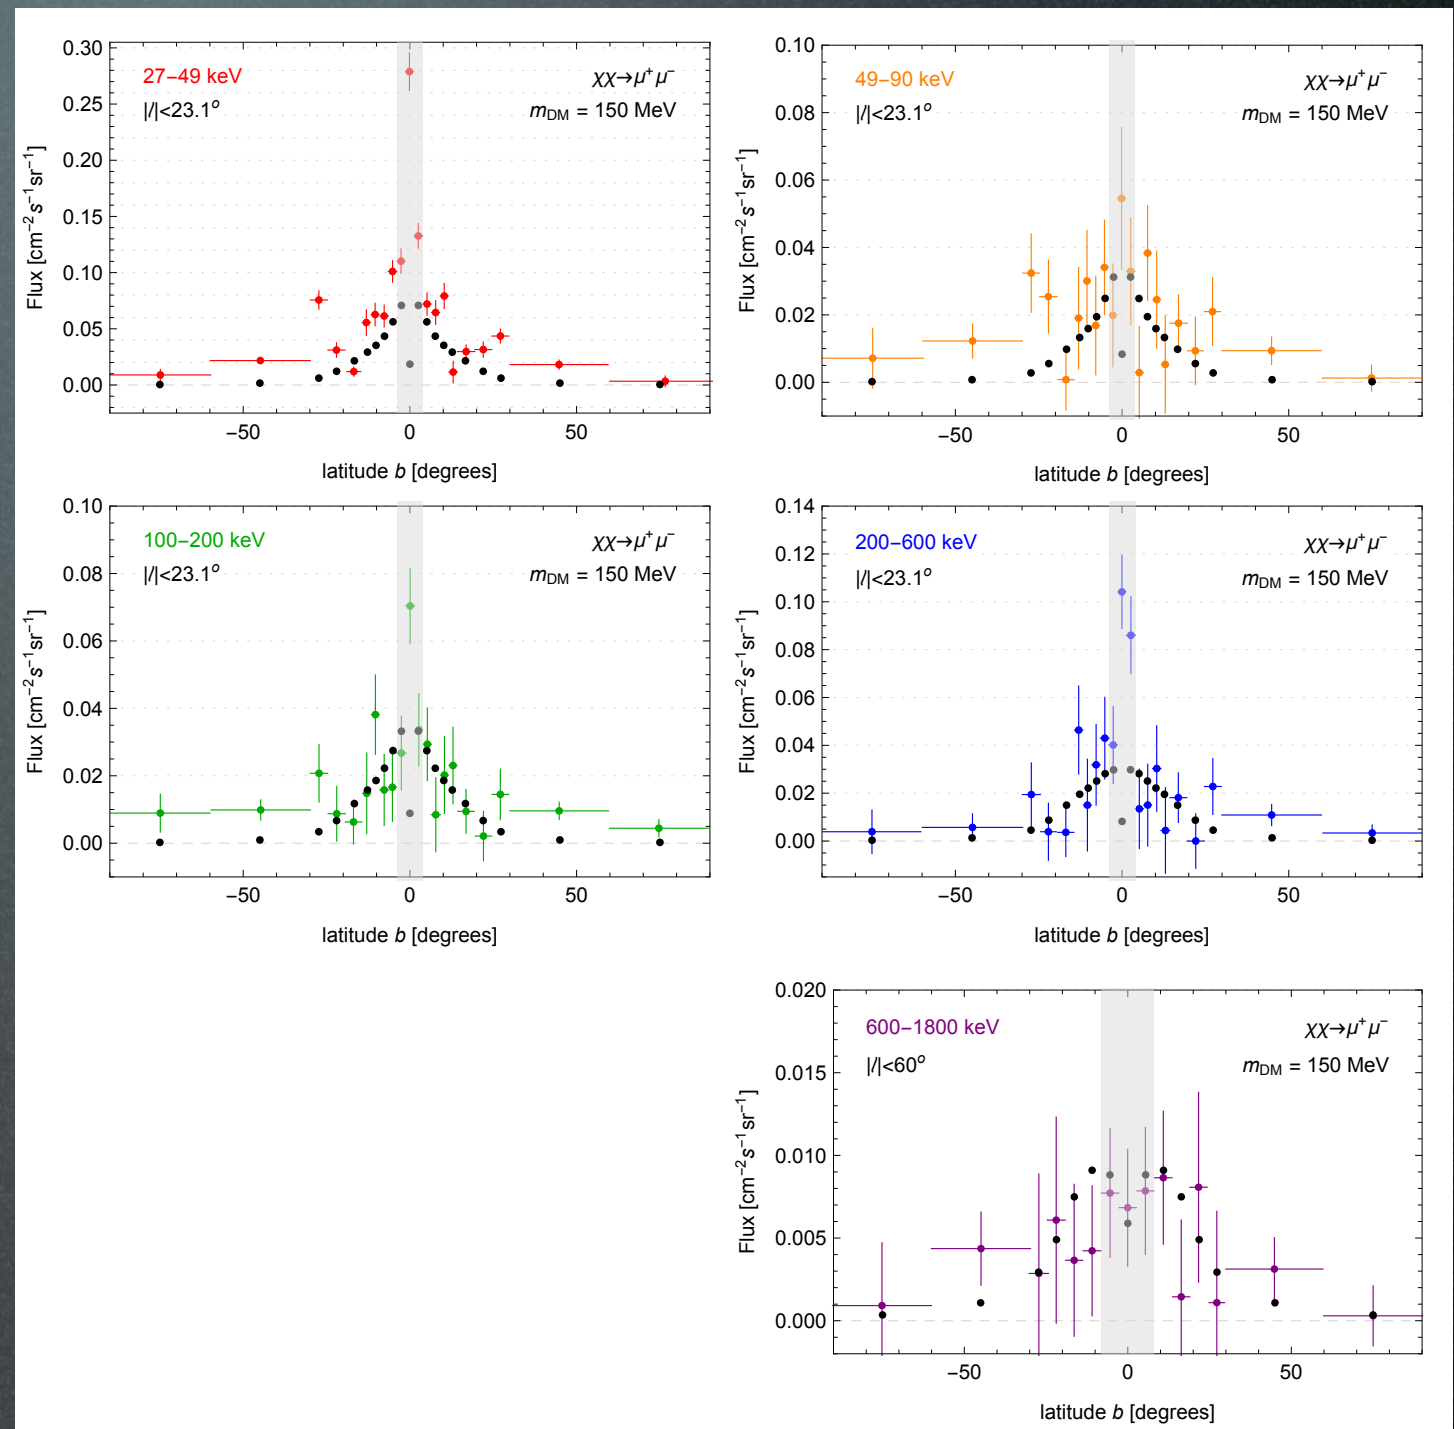 27–49 keV
χχ→μ⁺μ⁻
|l|<23.1°
m_DM = 150 MeV
0.30
0.25
0.20
0.15
0.10
0.05
0.00
Flux [cm⁻²s⁻¹sr⁻¹]
−50 0 50
latitude b [degrees]
49–90 keV
χχ→μ⁺μ⁻
|l|<23.1°
m_DM = 150 MeV
0.10
0.08
0.06
0.04
0.02
0.00
Flux [cm⁻²s⁻¹sr⁻¹]
−50 0 50
latitude b [degrees]
100–200 keV
χχ→μ⁺μ⁻
|l|<23.1°
m_DM = 150 MeV
0.10
0.08
0.06
0.04
0.02
0.00
Flux [cm⁻²s⁻¹sr⁻¹]
−50 0 50
latitude b [degrees]
200–600 keV
χχ→μ⁺μ⁻
|l|<23.1°
m_DM = 150 MeV
0.14
0.12
0.10
0.08
0.06
0.04
0.02
0.00
Flux [cm⁻²s⁻¹sr⁻¹]
−50 0 50
latitude b [degrees]
600–1800 keV
χχ→μ⁺μ⁻
|l|<60°
m_DM = 150 MeV
0.020
0.015
0.010
0.005
0.000
Flux [cm⁻²s⁻¹sr⁻¹]
−50 0 50
latitude b [degrees]